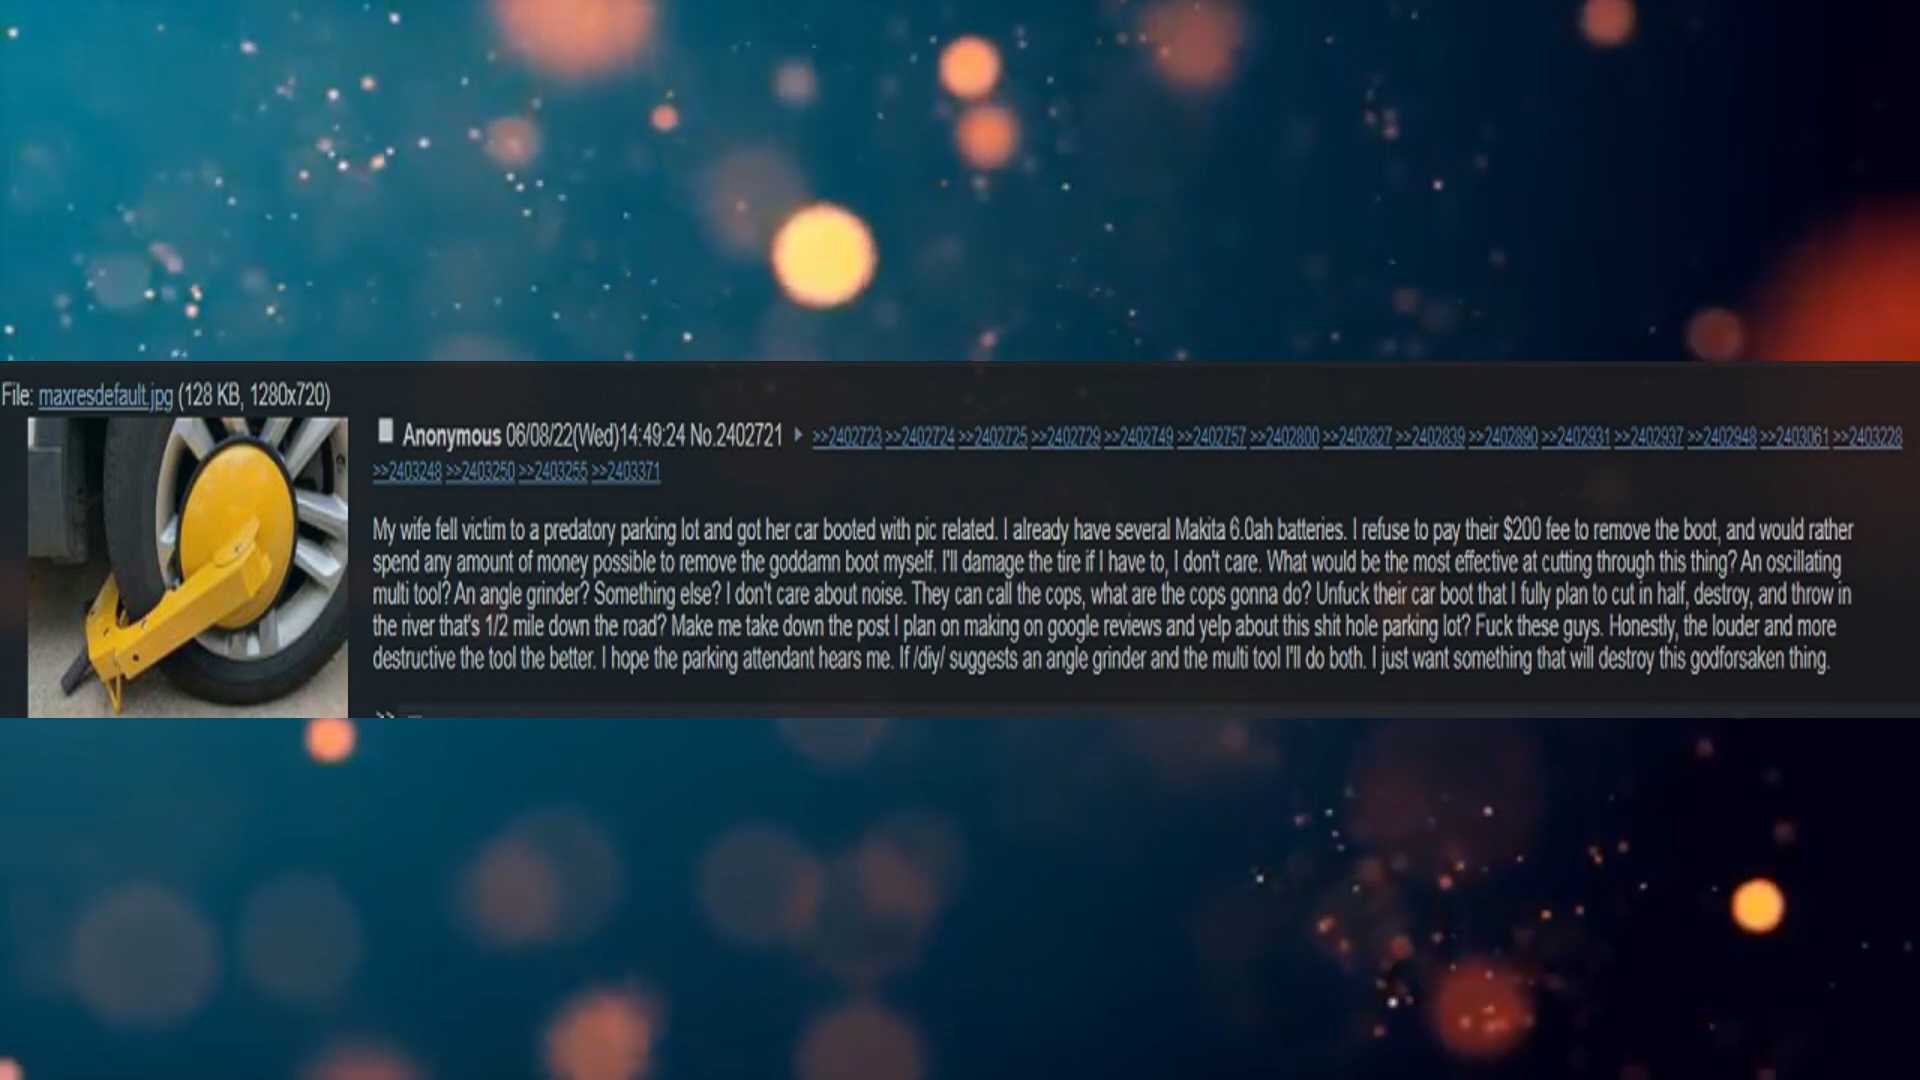 File: maxresdefault.jpg (128 KB, 1280x720)
Anonymous 06/08/22(Wed)14:49:24 No.2402721 >>2402723 >>2402724 >>2402725 >>2402729 >>2402749 >>2402757 >>2402800 >>2402827 >>2402839 >>2402890 >>2402931 >>2402937 >>2402948 >>2403061 >>2403228
>>2403248 >>2403250 >>2403255 >>2403371
My wife fell victim to a predatory parking lot and got her car booted with pic related. I already have several Makita 6.0ah batteries. I refuse to pay their $200 fee to remove the boot, and would rather
spend any amount of money possible to remove the goddamn boot myself. I'll damage the tire if I have to, I don't care. What would be the most effective at cutting through this thing? An oscillating
multi tool? An angle grinder? Something else? I don't care about noise. They can call the cops, what are the cops gonna do? Unfuck their car boot that I fully plan to cut in half, destroy, and throw in
the river that's 1/2 mile down the road? Make me take down the post I plan on making on google reviews and yelp about this shit hole parking lot? Fuck these guys. Honestly, the louder and more
destructive the tool the better. I hope the parking attendant hears me. If /diy/ suggests an angle grinder and the multi tool I'll do both. I just want something that will destroy this godforsaken thing.